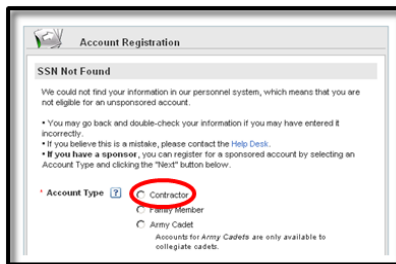 Account Registration
SSN Not Found
We could not find your information in our personnel system, which means that you are
not eligible for an unsponsored account.
• You may go back and double-check your information if you may have entered it
incorrectly.
• If you believe this is a mistake, please contact the Help Desk.
• If you have a sponsor, you can register for a sponsored account by selecting an
Account Type and clicking the "Next" button below.
* Account Type ? Contractor
Family Member
Army Cadet
Accounts for Army Cadets are only available to
collegiate cadets.